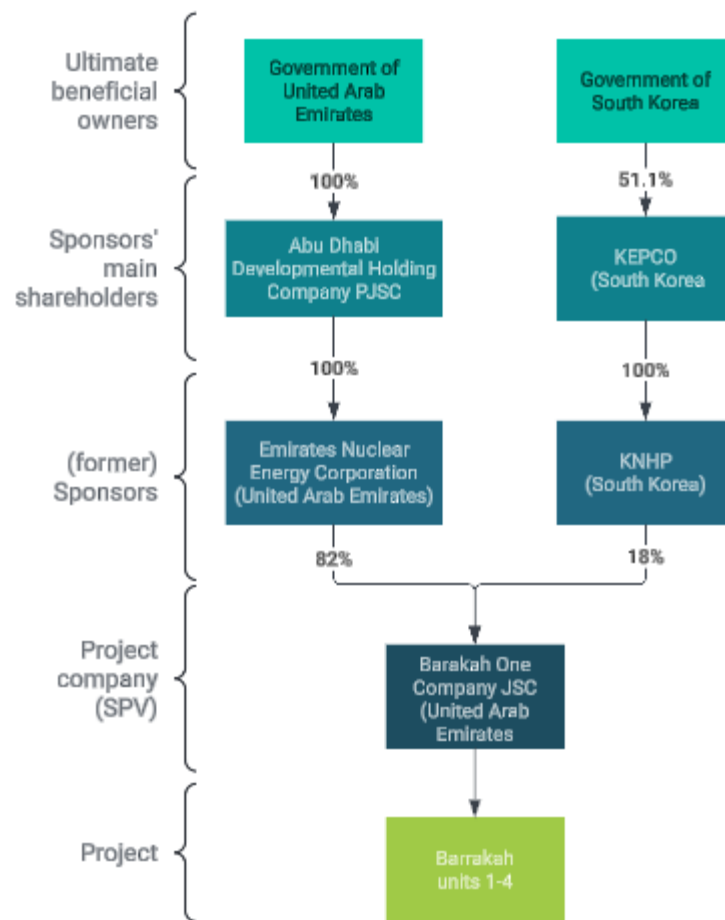 Ultimate
beneficial
owners
Government of
United Arab
Emirates
Government of
South Korea
100%
51.1%
Sponsors'
main
shareholders
Abu Dhabi
Developmental Holding
Company PJSC
KEPCO
(South Korea
100%
100%
(former)
Sponsors
Emirates Nuclear
Energy Corporation
(United Arab Emirates)
KNHP
(South Korea)
82%
18%
Project
company
(SPV)
Barakah One
Company JSC
(United Arab
Emirates
Project
Barrakah
units 1-4